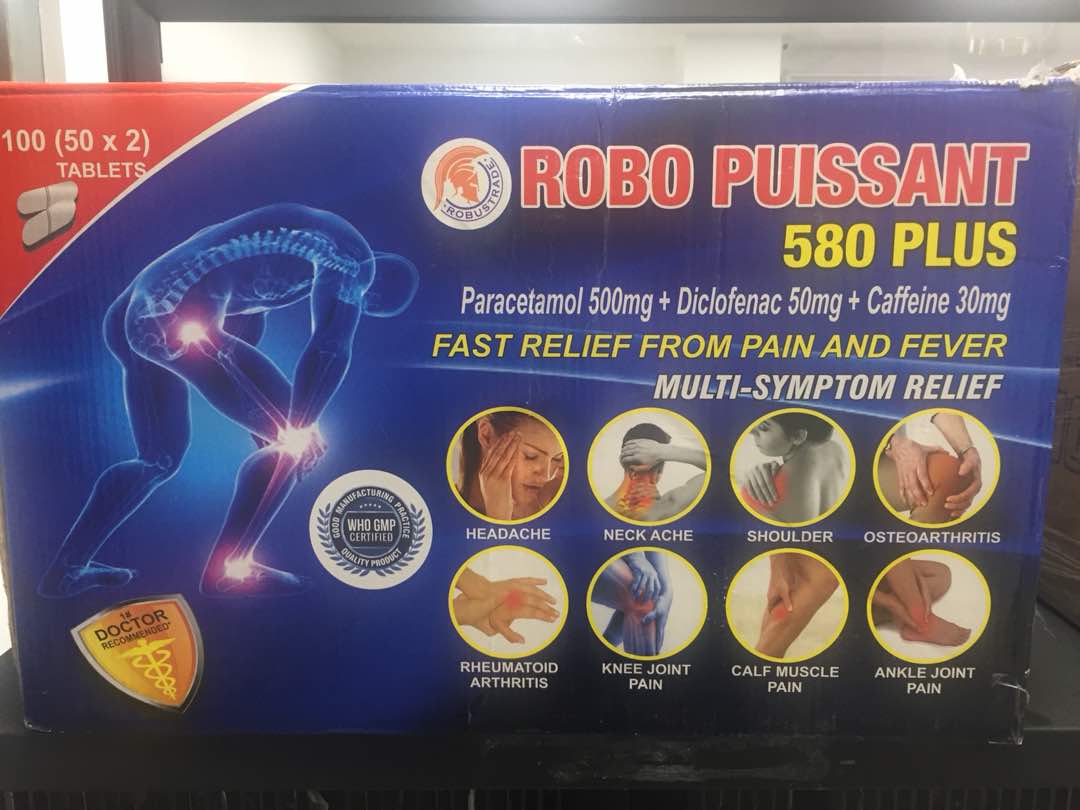 100 (50 x 2)
TABLETS
ROBUSTRADE
ROBO PUISSANT
580 PLUS
Paracetamol 500mg + Diclofenac 50mg + Caffeine 30mg
FAST RELIEF FROM PAIN AND FEVER
MULTI-SYMPTOM RELIEF
HEADACHE
NECK ACHE
SHOULDER
OSTEOARTHRITIS
GOOD MANUFACTURING PRACTICE
WHO GMP
CERTIFIED
QUALITY PRODUCT
1#
DOCTOR
RECOMMENDED*
RHEUMATOID
ARTHRITIS
KNEE JOINT
PAIN
CALF MUSCLE
PAIN
ANKLE JOINT
PAIN